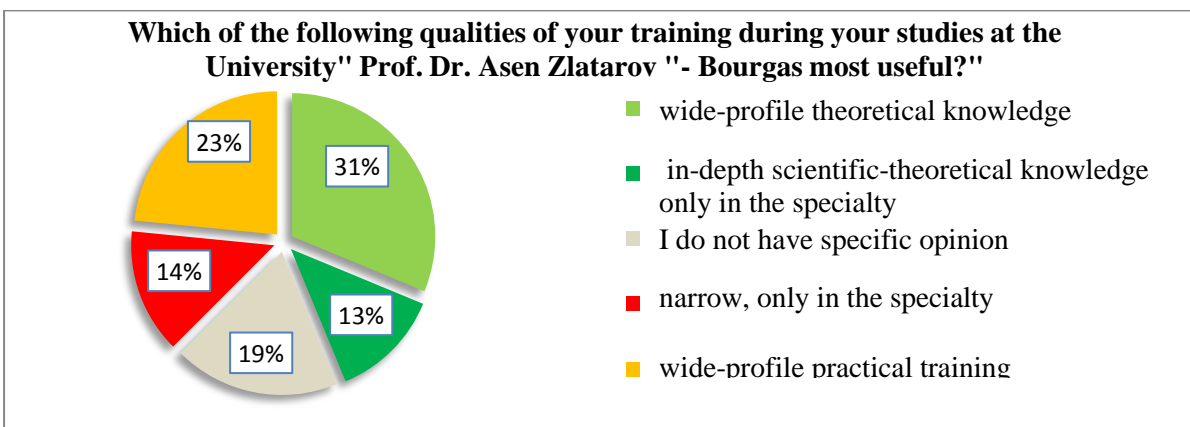 Which of the following qualities of your training during your studies at the
University" Prof. Dr. Asen Zlatarov "- Bourgas most useful?"
23%
31%
14%
13%
19%
wide-profile theoretical knowledge
in-depth scientific-theoretical knowledge
only in the specialty
I do not have specific opinion
narrow, only in the specialty
wide-profile practical training